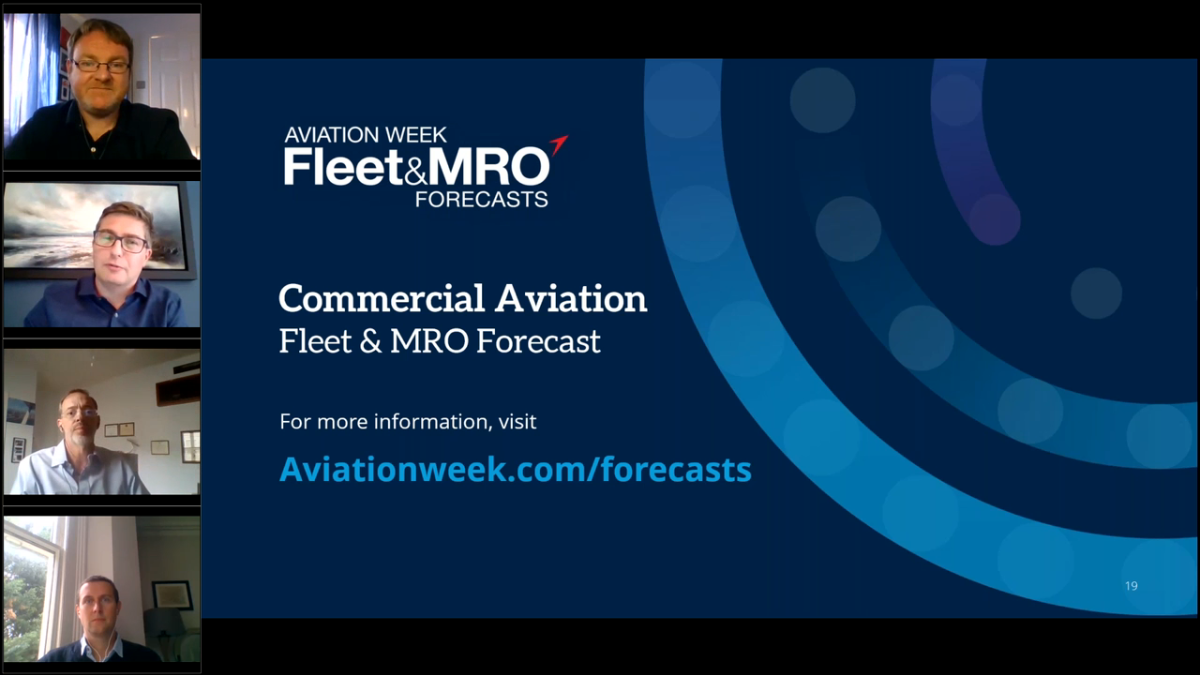 AVIATION WEEK
Fleet&MRO
FORECASTS
Commercial Aviation
Fleet & MRO Forecast
For more information, visit
Aviationweek.com/forecasts
19